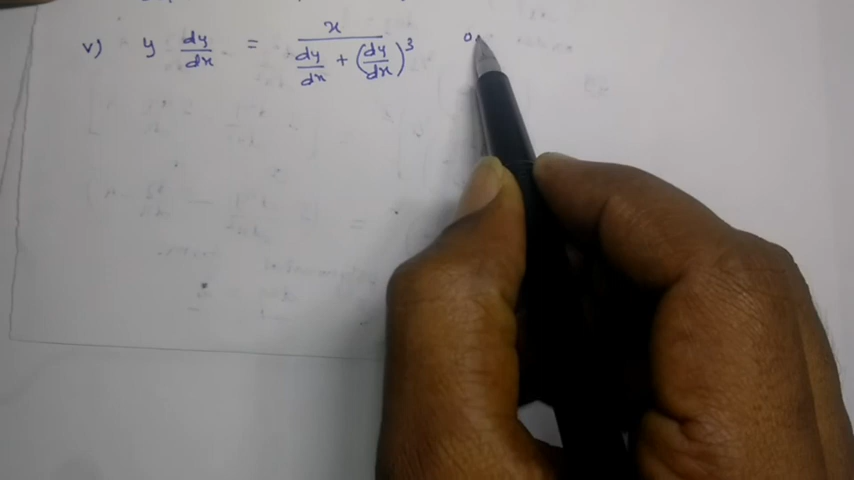 v) y dy/dx = x / (dy/dx + (dy/dx)^3)